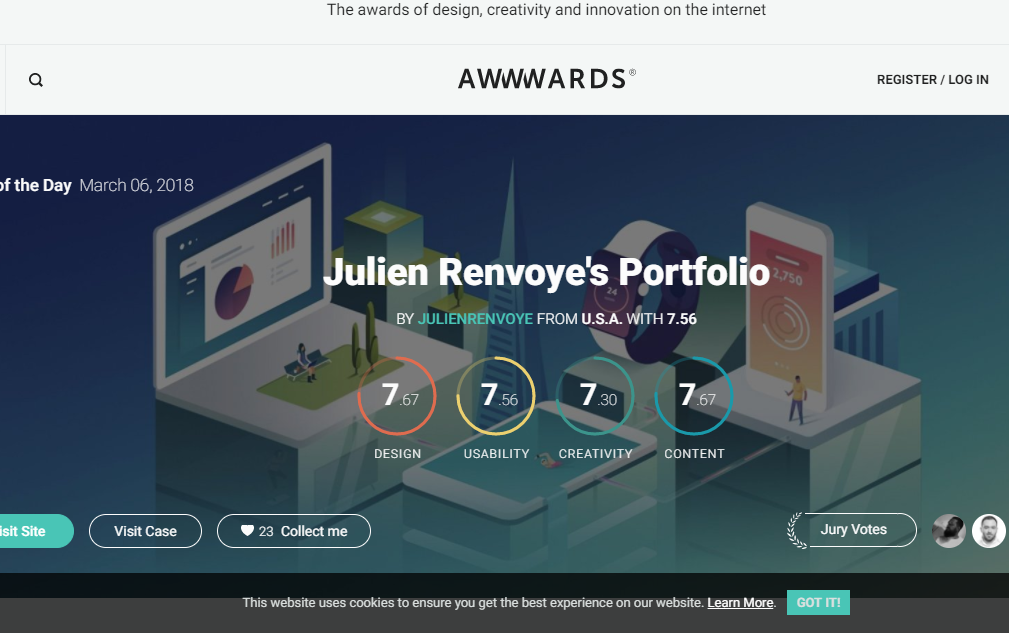 The awards of design, creativity and innovation on the internet
AWWWARDS®
REGISTER / LOG IN
of the Day March 06, 2018
2,750
24
Julien Renvoye's Portfolio
BY JULIENRENVOYE FROM U.S.A. WITH 7.56
7.67 7.56 7.30 7.67
DESIGN USABILITY CREATIVITY CONTENT
isit Site Visit Case 23 Collect me Jury Votes
This website uses cookies to ensure you get the best experience on our website. Learn More. GOT IT!